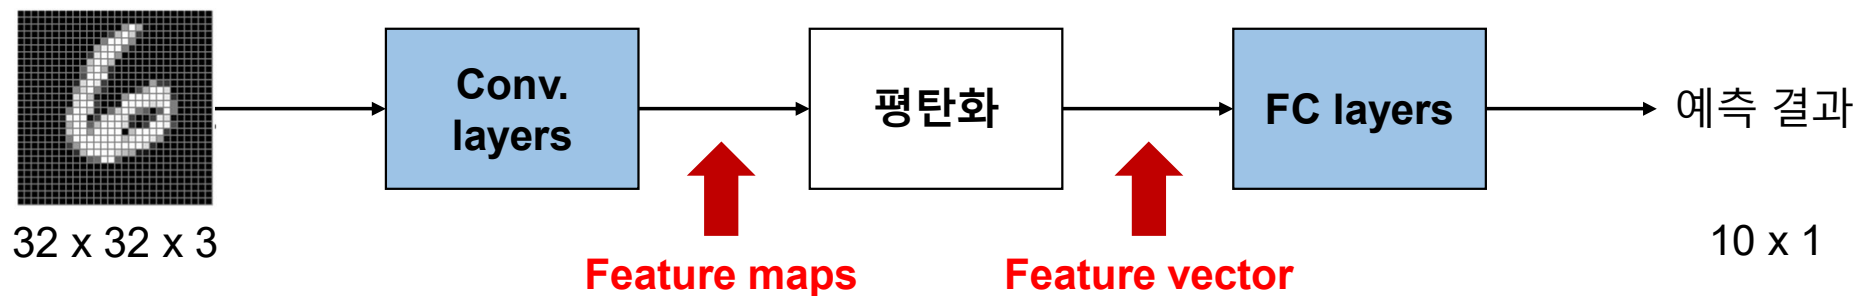 Conv.
layers
평탄화
FC layers
예측 결과
32 x 32 x 3
10 x 1
Feature maps
Feature vector